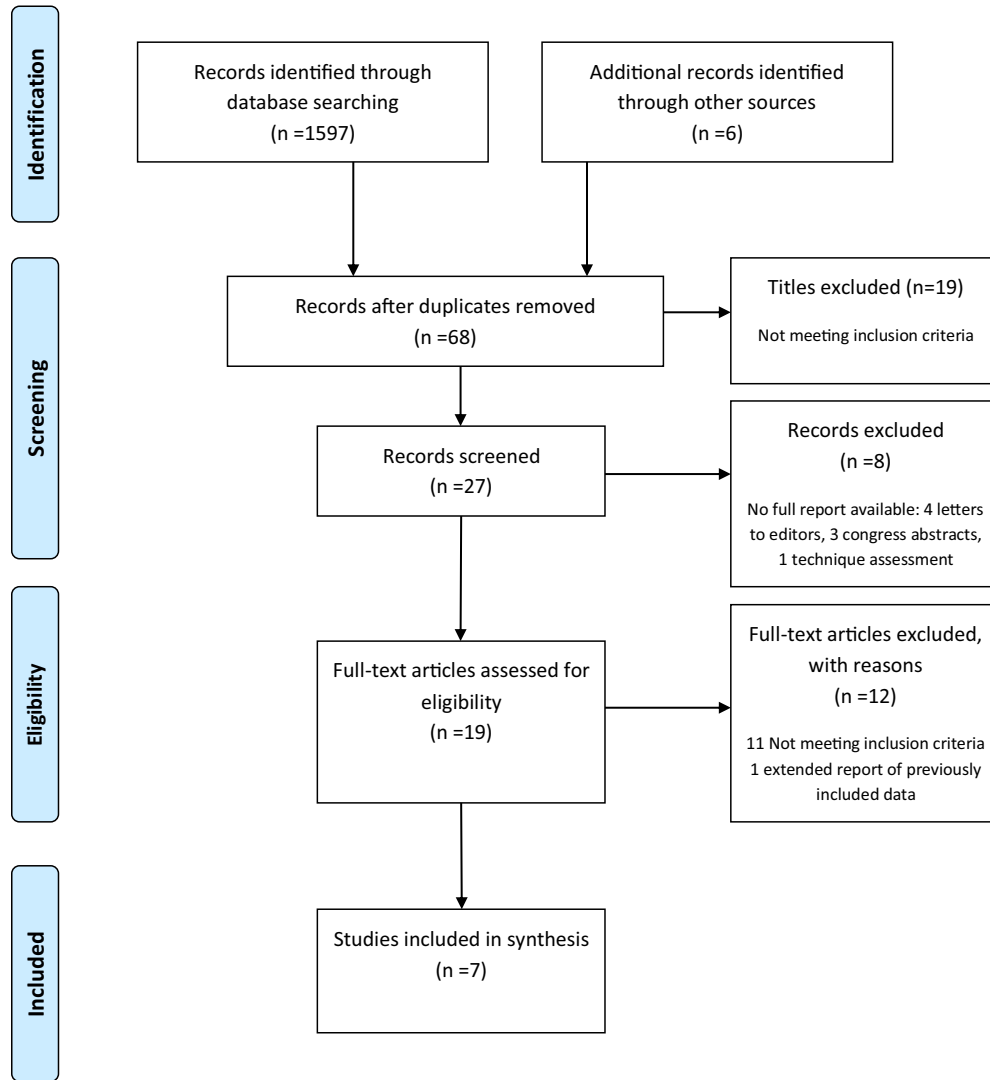 Identification
Records identified through
database searching
(n =1597)
Additional records identified
through other sources
(n =6)
Screening
Records after duplicates removed
(n =68)
Titles excluded (n=19)
Not meeting inclusion criteria
Records screened
(n =27)
Records excluded
(n =8)
No full report available: 4 letters
to editors, 3 congress abstracts,
1 technique assessment
Eligibility
Full-text articles assessed for
eligibility
(n =19)
Full-text articles excluded,
with reasons
(n =12)
11 Not meeting inclusion criteria
1 extended report of previously
included data
Included
Studies included in synthesis
(n =7)